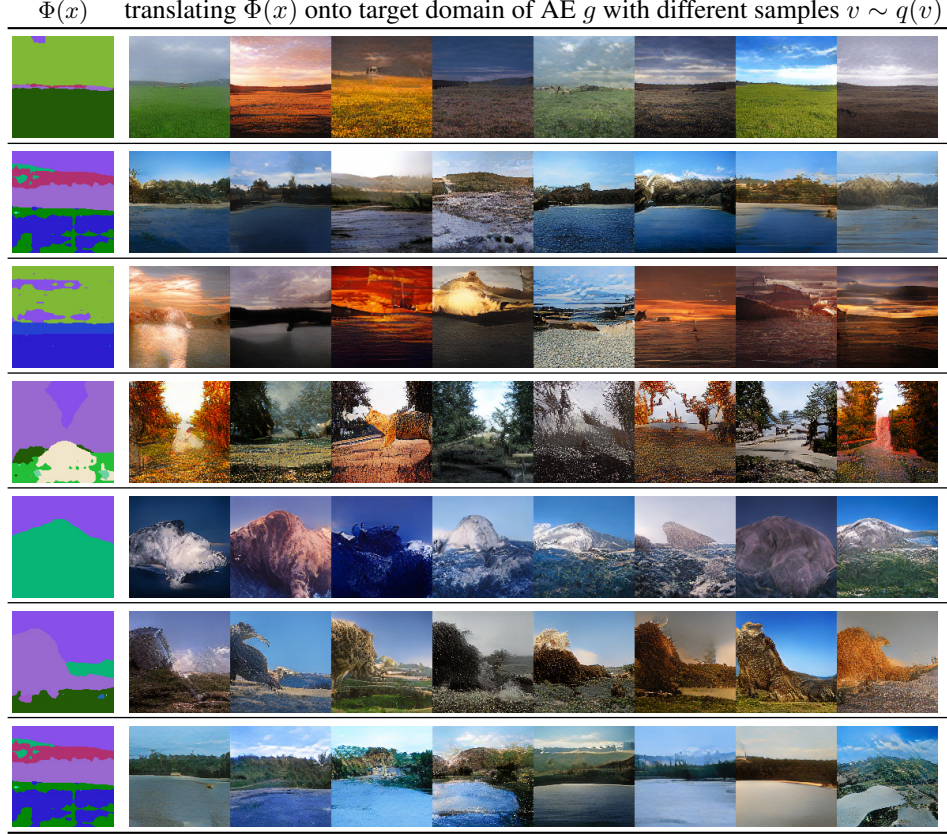 Φ(x) translating Φ(x) onto target domain of AE g with different samples v ∼ q(v)